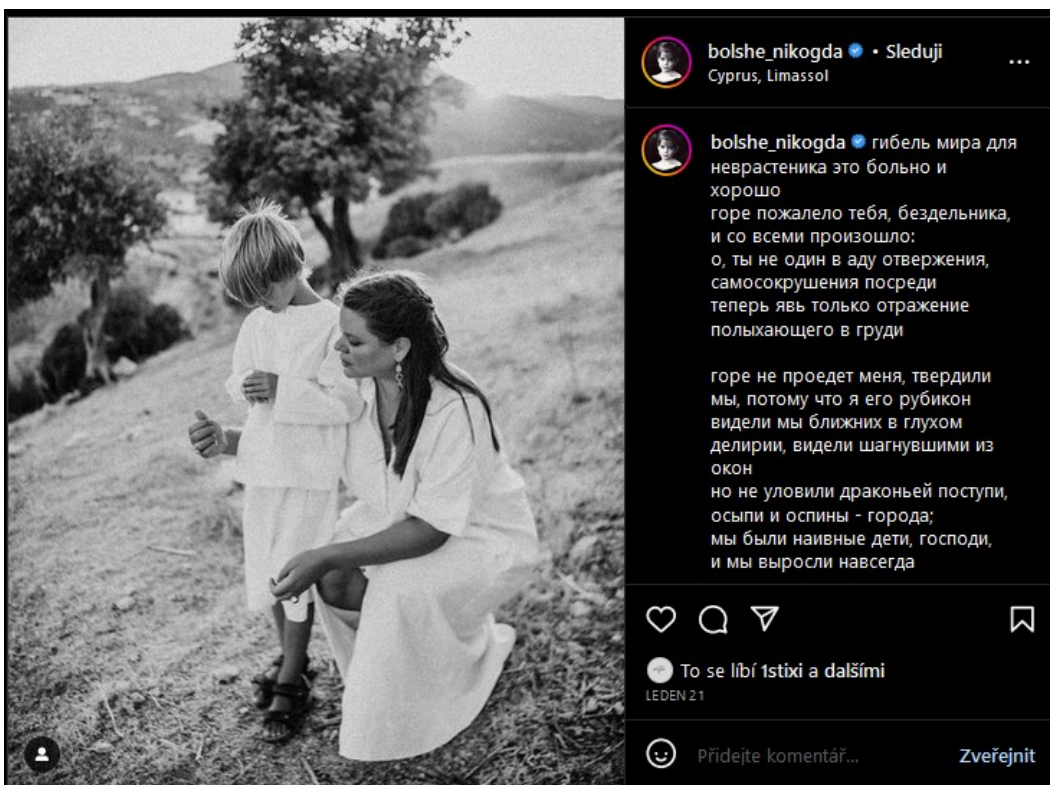 bolshe_nikogda • Sleduji
Cyprus, Limassol
bolshe_nikogda гибель мира для
неврастеника это больно и
хорошо
горе пожалело тебя, бездельника,
и со всеми произошло:
о, ты не один в аду отвержения,
самосокрушения посреди
теперь явь только отражение
полыхающего в груди
горе не проедет меня, твердили
мы, потому что я его рубикон
видели мы ближних в глухом
делирии, видели шагнувшими из
окон
но не уловили драконьей поступи,
осыпи и оспины - города;
мы были наивные дети, господи,
и мы выросли навсегда
To se líbí 1stixi a dalšími
LEDEN 21
Přidejte komentář... Zveřejnit